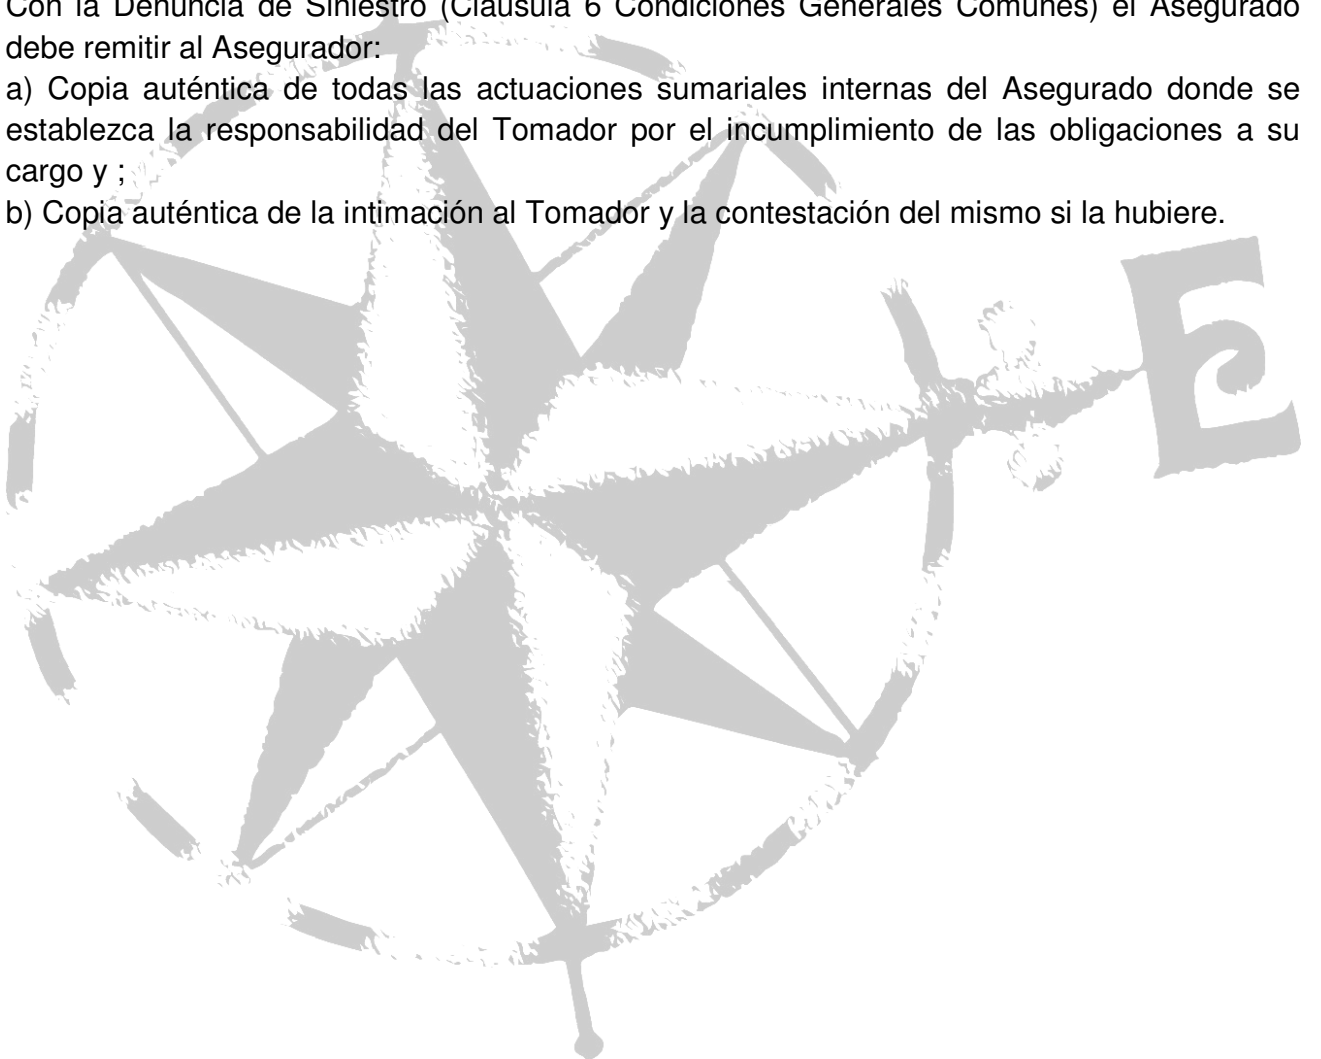 Con la Denuncia de Siniestro (Cláusula 6 Condiciones Generales Comunes) el Asegurado
debe remitir al Asegurador:
a) Copia auténtica de todas las actuaciones sumariales internas del Asegurado donde se
establezca la responsabilidad del Tomador por el incumplimiento de las obligaciones a su
cargo y ;
b) Copia auténtica de la intimación al Tomador y la contestación del mismo si la hubiere.
E